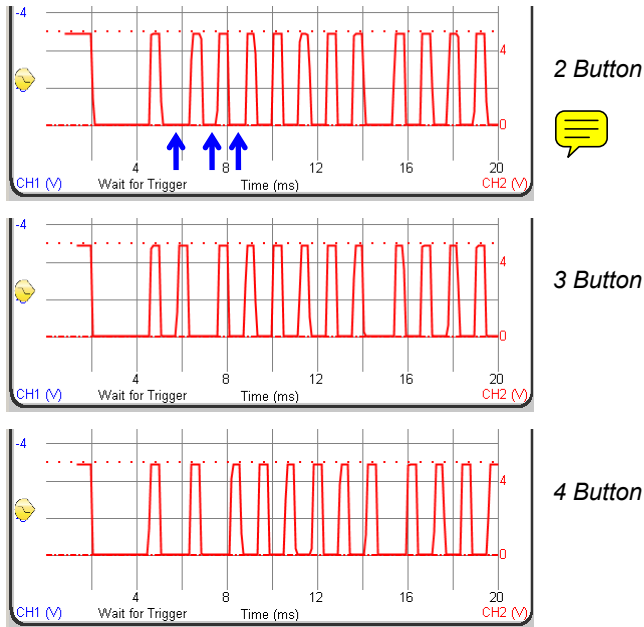 -4
4
2 Button
0
4 8 12 16 20
CH1 (V) Wait for Trigger Time (ms) CH2 (V)
-4
4
3 Button
0
4 8 12 16 20
CH1 (V) Wait for Trigger Time (ms) CH2 (V)
-4
4
4 Button
0
4 8 12 16 20
CH1 (V) Wait for Trigger Time (ms) CH2 (V)